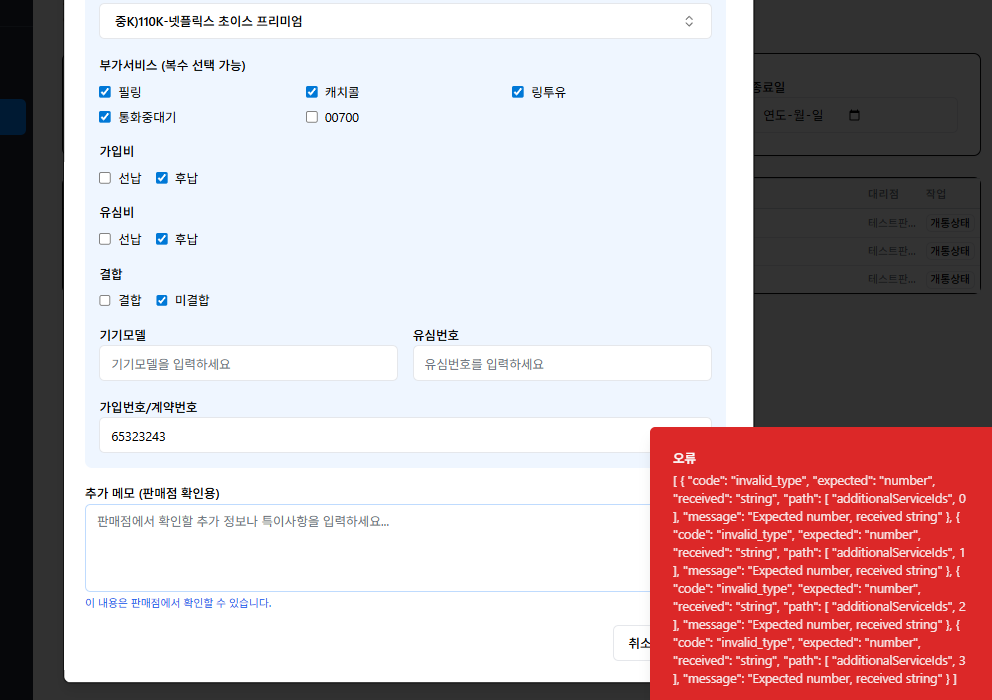 중K)110K-넷플릭스 초이스 프리미엄
부가서비스 (복수 선택 가능)
필링 캐치콜 링투유
통화중대기 00700
가입비
선납 후납
유심비
선납 후납
결합
결합 미결합
기기모델 유심번호
기기모델을 입력하세요 유심번호를 입력하세요
가입번호/계약번호
65323243
추가 메모 (판매점 확인용)
판매점에서 확인할 추가 정보나 특이사항을 입력하세요...
이 내용은 판매점에서 확인할 수 있습니다.
취소
종료일
연도-월-일
대리점 작업
테스트판... 개통상태
테스트판... 개통상태
테스트판... 개통상태
오류
[ { "code": "invalid_type", "expected": "number",
"received": "string", "path": [ "additionalServiceIds", 0
], "message": "Expected number, received string" }, {
"code": "invalid_type", "expected": "number",
"received": "string", "path": [ "additionalServiceIds", 1
], "message": "Expected number, received string" }, {
"code": "invalid_type", "expected": "number",
"received": "string", "path": [ "additionalServiceIds", 2
], "message": "Expected number, received string" }, {
"code": "invalid_type", "expected": "number",
"received": "string", "path": [ "additionalServiceIds", 3
], "message": "Expected number, received string" } ]